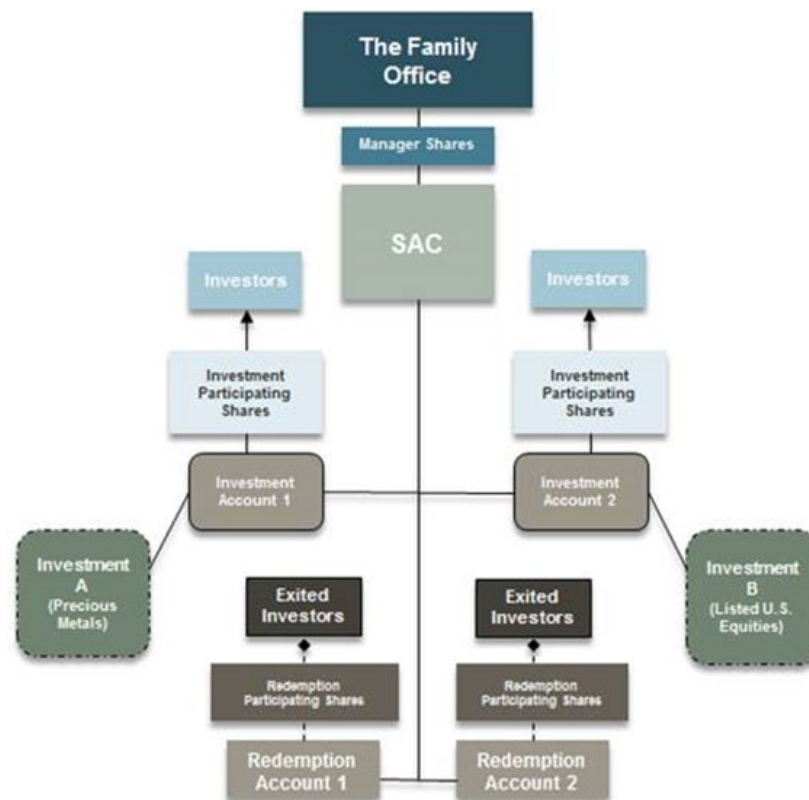 The Family
Office
Manager Shares
SAC
Investors
Investors
Investment
Participating
Shares
Investment
Participating
Shares
Investment
Account 1
Investment
Account 2
Investment
A
(Precious
Metals)
Investment
B
(Listed U.S.
Equities)
Exited
Investors
Exited
Investors
Redemption
Participating Shares
Redemption
Participating Shares
Redemption
Account 1
Redemption
Account 2